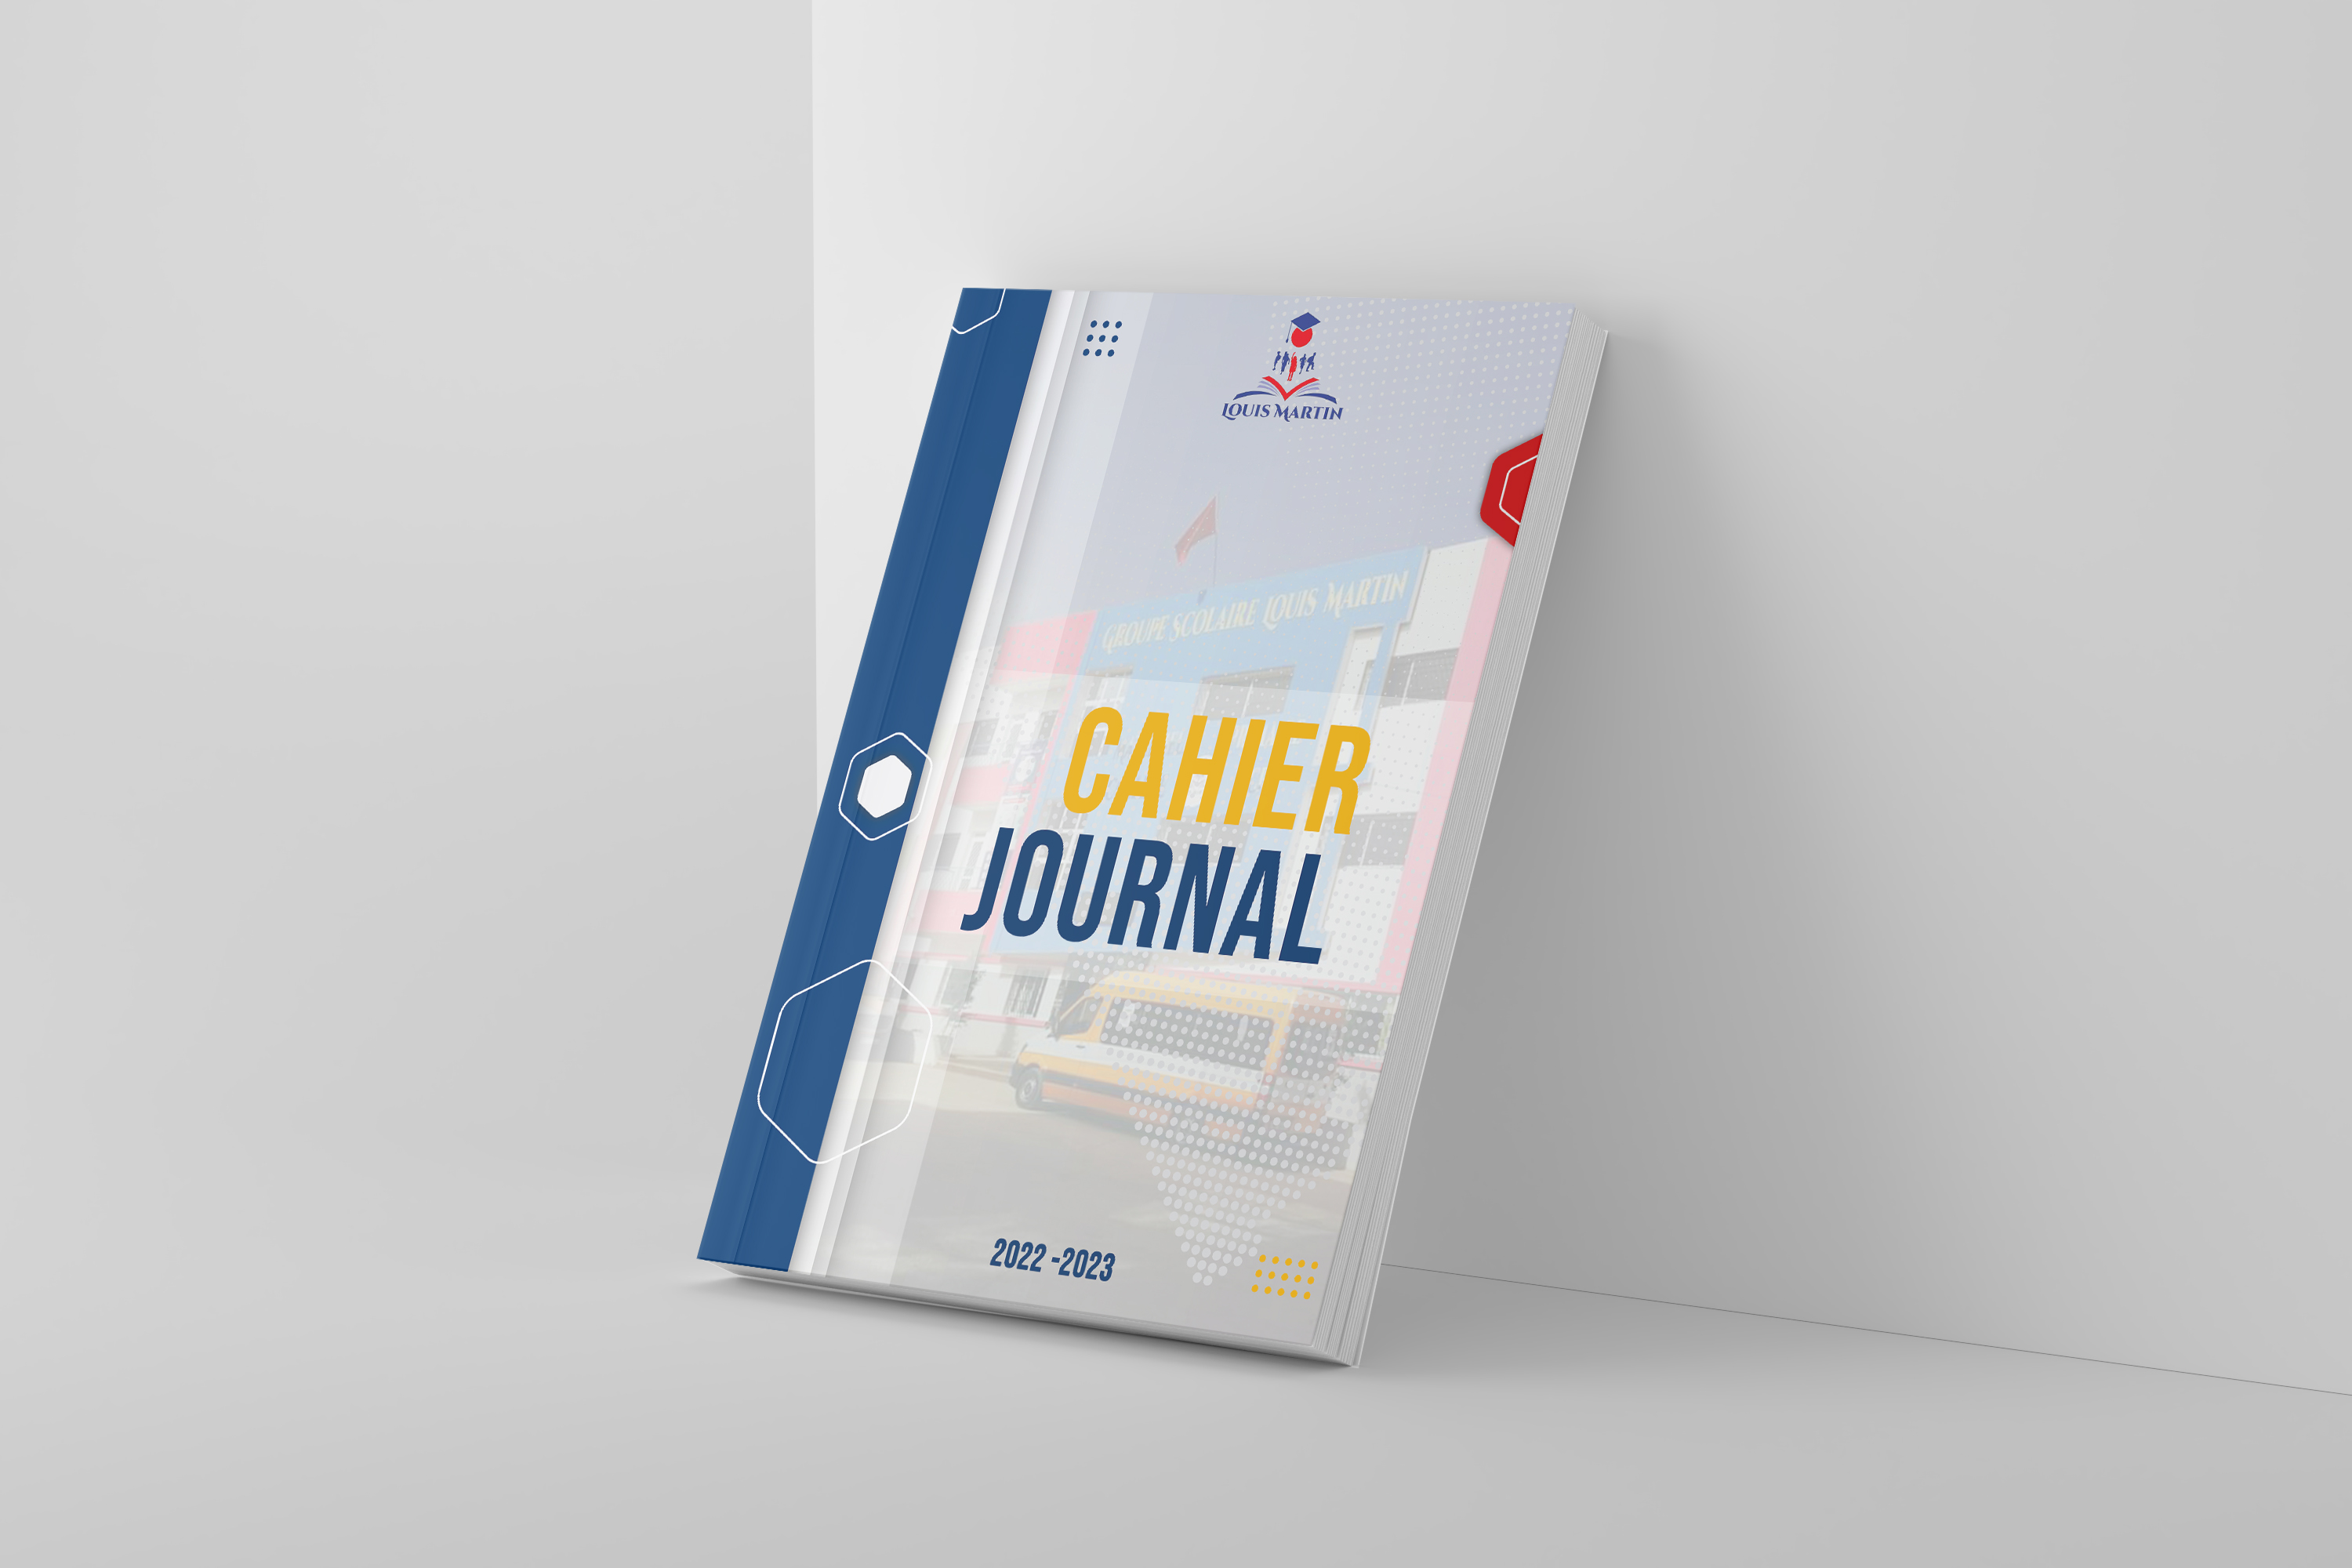 LOUIS MARTIN
GROUPE SCOLAIRE LOUIS MARTIN
CAHIER
JOURNAL
2022 -2023